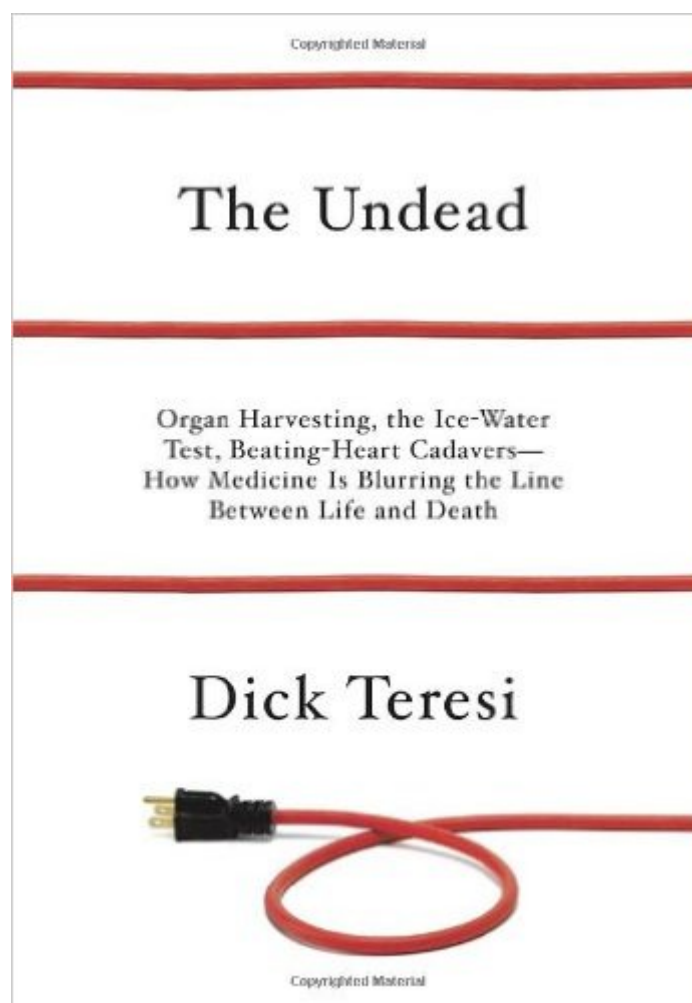 Copyrighted Material
The Undead
Organ Harvesting, the Ice-Water
Test, Beating-Heart Cadavers—
How Medicine Is Blurring the Line
Between Life and Death
Dick Teresi
Copyrighted Material